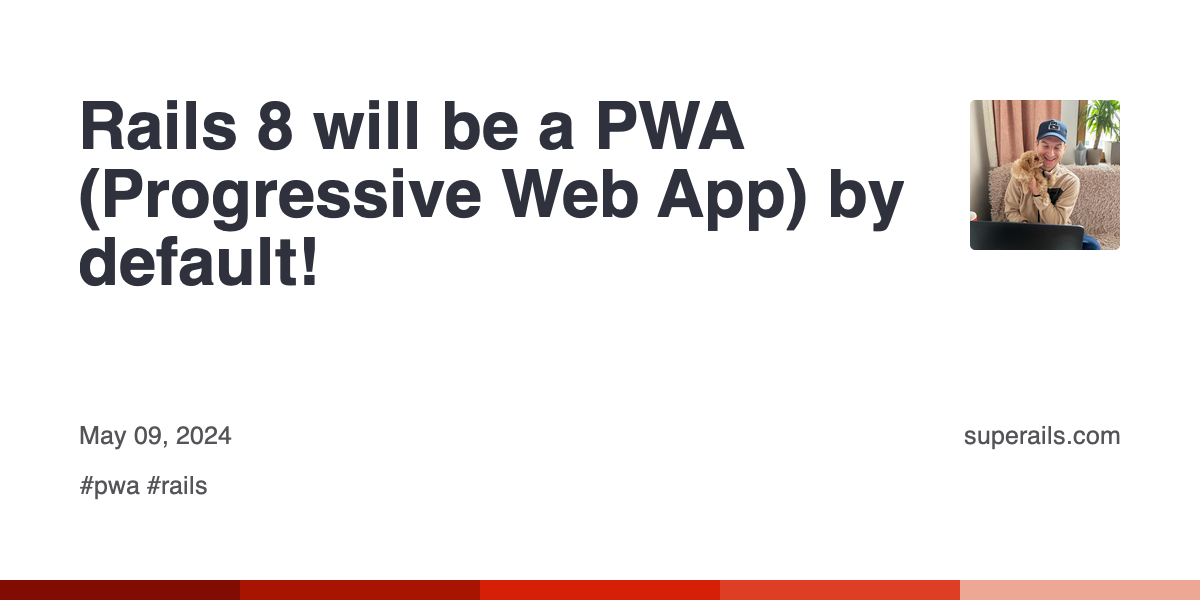 Rails 8 will be a PWA
(Progressive Web App) by
default!
May 09, 2024
superails.com
#pwa #rails